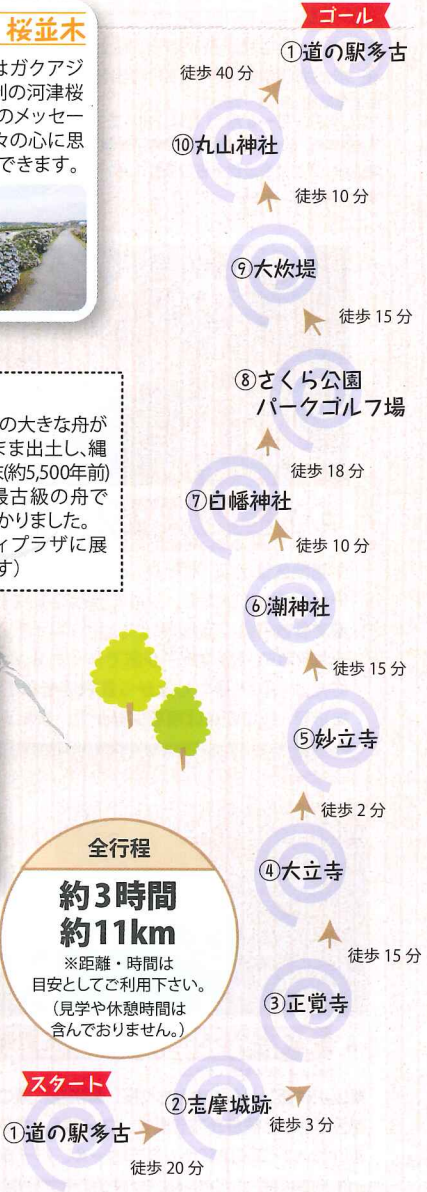 桜並木
はガクアジ
別の河津桜
のメッセー
々の心に思
できます。
の大きな舟が
まま出土し、縄
(約5,500年前)
最古級の舟で
かりました。
ィプラザに展
す)
ゴール
①道の駅多古
徒歩 40 分
⑩丸山神社
徒歩 10 分
⑨大炊堤
徒歩 15 分
⑧さくら公園
パークゴルフ場
徒歩 18 分
⑦白幡神社
徒歩 10 分
⑥潮神社
徒歩 15 分
⑤妙立寺
徒歩 2 分
④大立寺
徒歩 15 分
③正覚寺
徒歩 3 分
②志摩城跡
徒歩 20 分
①道の駅多古
スタート
全行程
約3時間
約11km
※距離・時間は
目安としてご利用下さい。
(見学や休憩時間は
含んでおりません。)